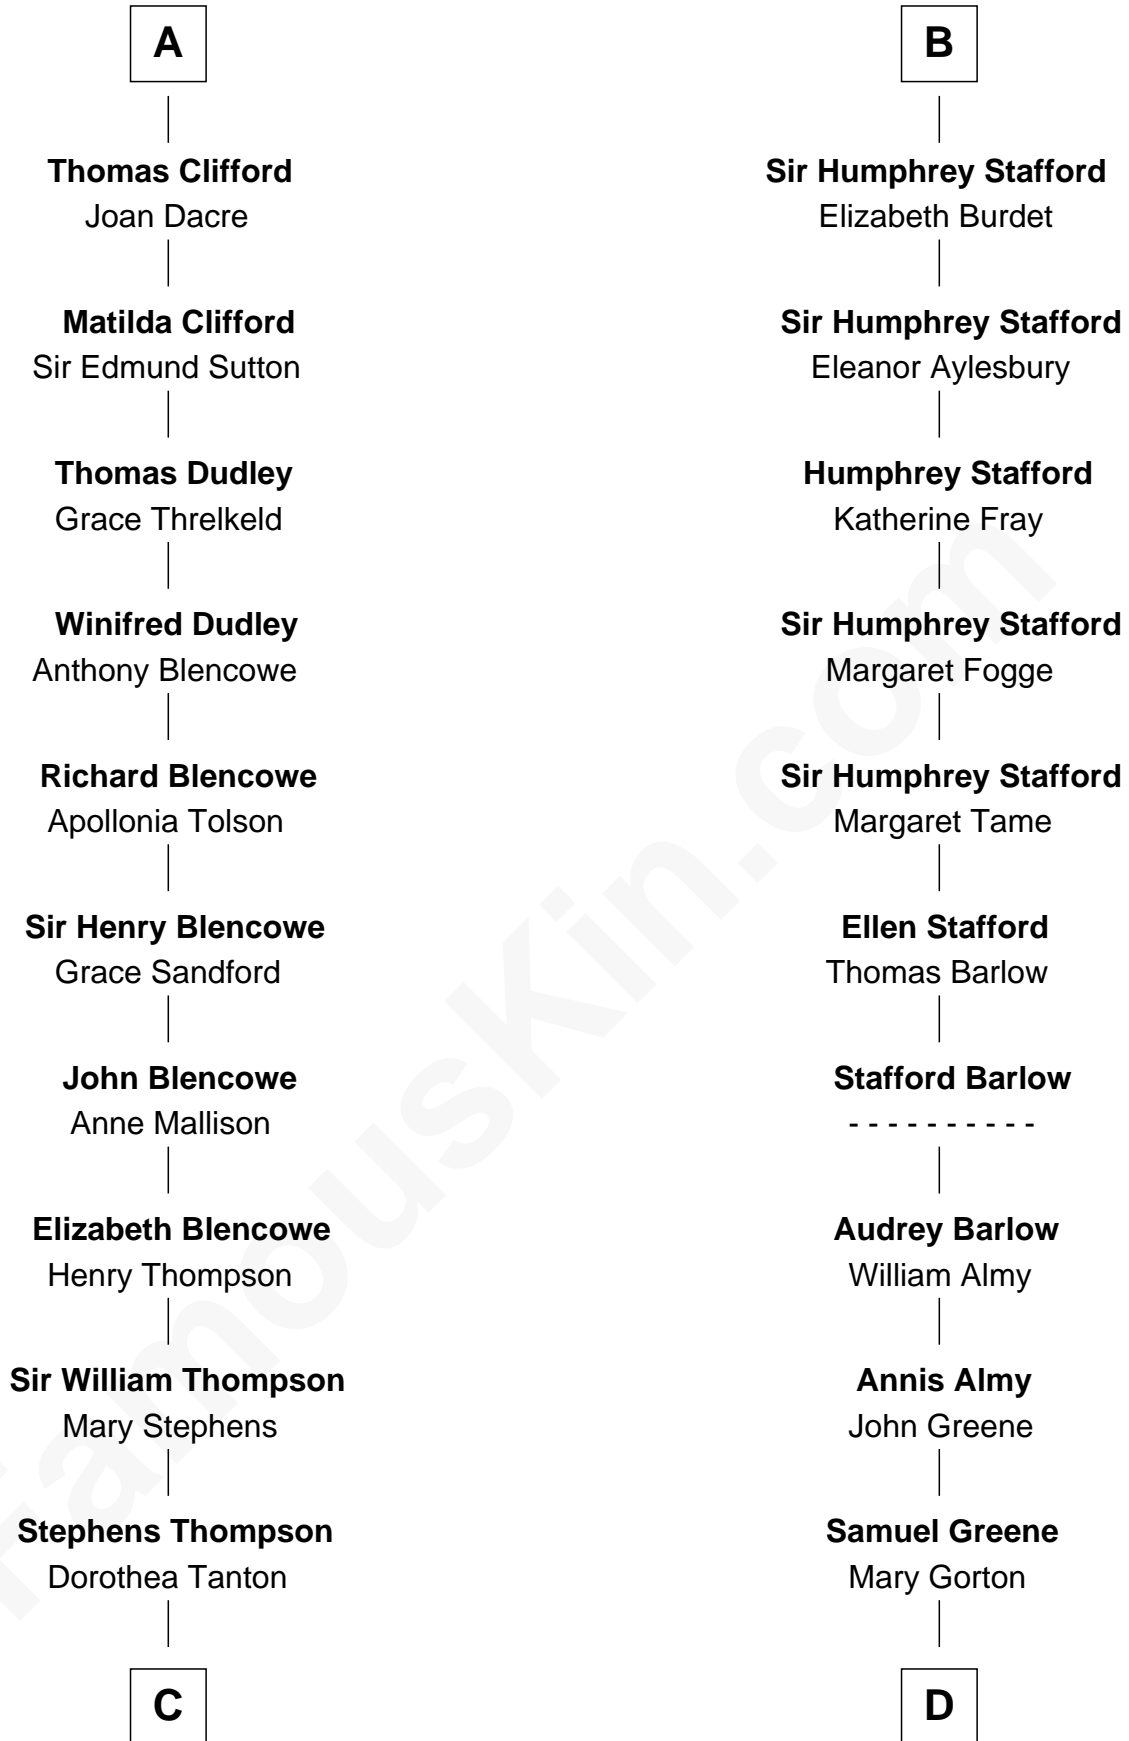 A
Thomas Clifford
Joan Dacre
Matilda Clifford
Sir Edmund Sutton
Thomas Dudley
Grace Threlkeld
Winifred Dudley
Anthony Blencowe
Richard Blencowe
Apollonia Tolson
Sir Henry Blencowe
Grace Sandford
John Blencowe
Anne Mallison
Elizabeth Blencowe
Henry Thompson
Sir William Thompson
Mary Stephens
Stephens Thompson
Dorothea Tanton
C
B
Sir Humphrey Stafford
Elizabeth Burdet
Sir Humphrey Stafford
Eleanor Aylesbury
Humphrey Stafford
Katherine Fray
Sir Humphrey Stafford
Margaret Fogge
Sir Humphrey Stafford
Margaret Tame
Ellen Stafford
Thomas Barlow
Stafford Barlow
- - - - - - - - - -
Audrey Barlow
William Almy
Annis Almy
John Greene
Samuel Greene
Mary Gorton
D
FamousKin.com